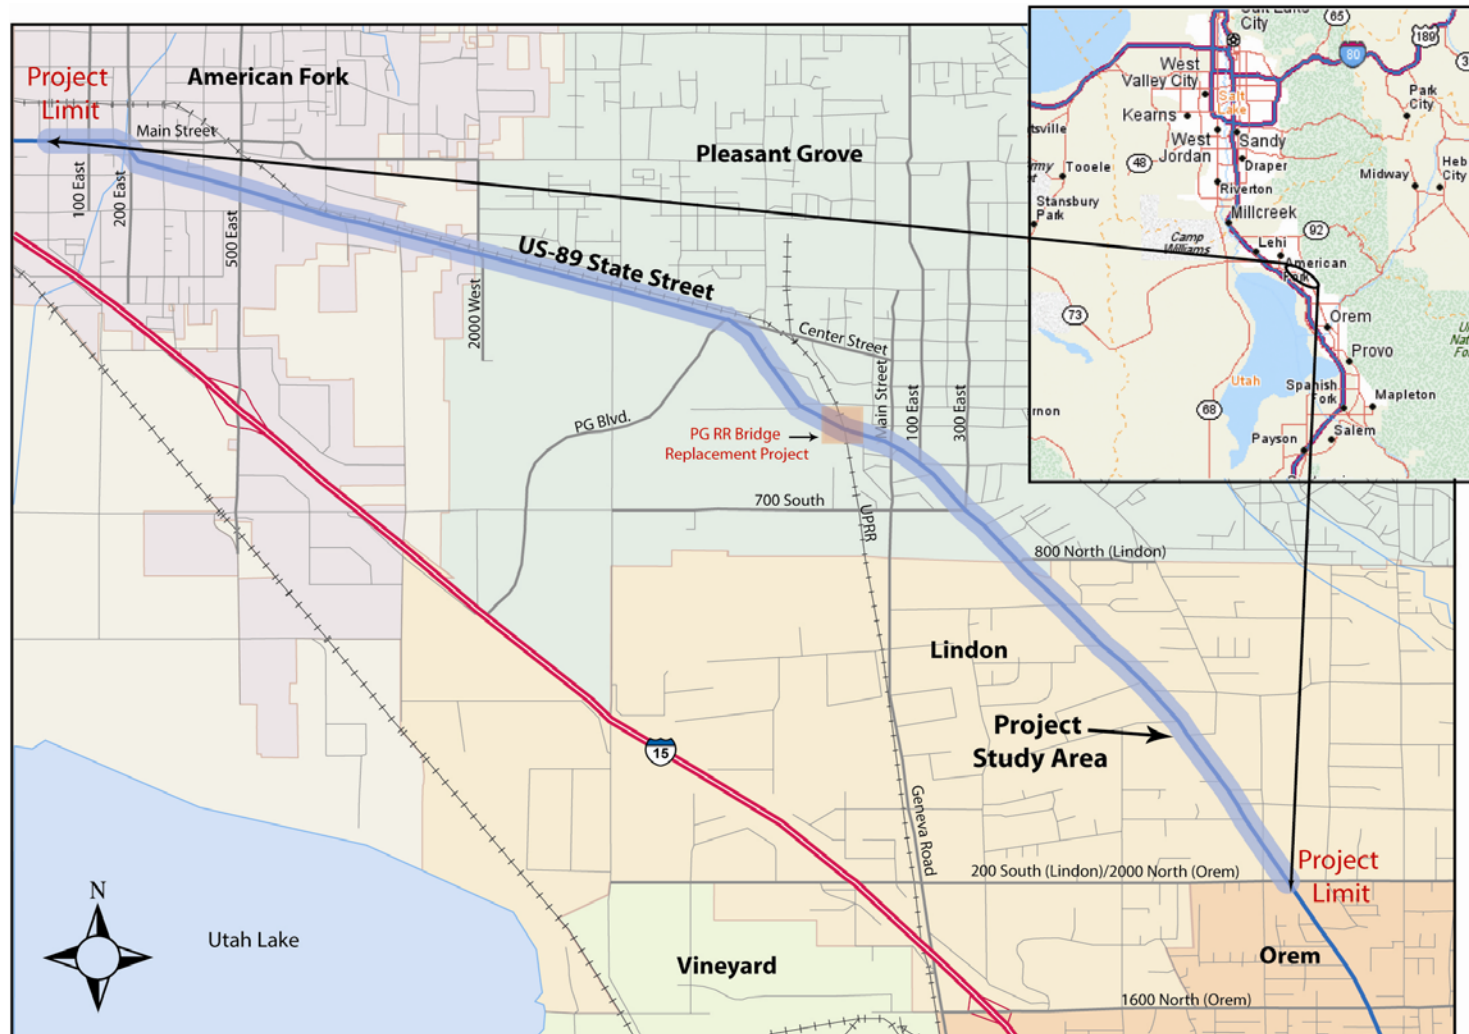 American Fork
Project
Limit
Main Street
100 East
200 East
500 East
Pleasant Grove
US-89 State Street
2000 West
Center Street
PG Blvd.
Main Street
100 East
300 East
PG RR Bridge
Replacement Project
700 South
UPRR
800 North (Lindon)
Lindon
Project
Study Area
15
Geneva Road
200 South (Lindon)/2000 North (Orem)
Project
Limit
N
Utah Lake
Vineyard
Orem
1600 North (Orem)
City
65
189
80
West
Valley City
Salt
Lake
Park
City
Kearns
West
Jordan
Sandy
48
Draper
Tooele
Midway
City
Riverton
Stansbury
Park
Millcreek
92
Camp
Williams
Lehi
American
Fork
73
Orem
Provo
Utah
Spanish
Fork
Mapleton
68
Payson
Salem